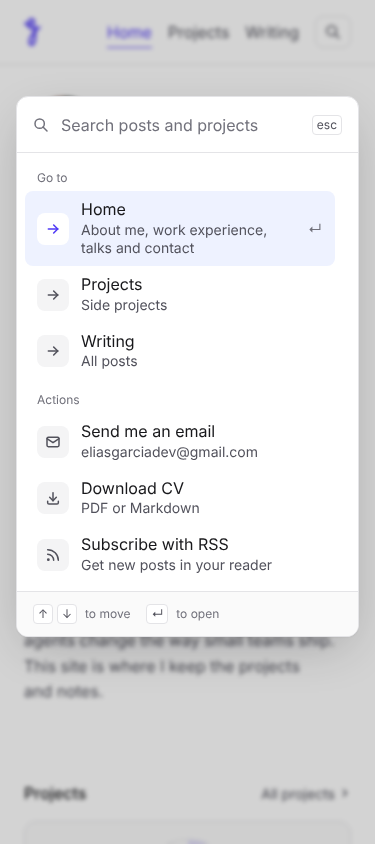 Home Projects Writing
Search posts and projects esc
Go to
Home
About me, work experience,
talks and contact
Projects
Side projects
Writing
All posts
Actions
Send me an email
eliasgarciadev@gmail.com
Download CV
PDF or Markdown
Subscribe with RSS
Get new posts in your reader
to move to open
agents change the way small teams ship.
This site is where I keep the projects
and notes.
Projects All projects